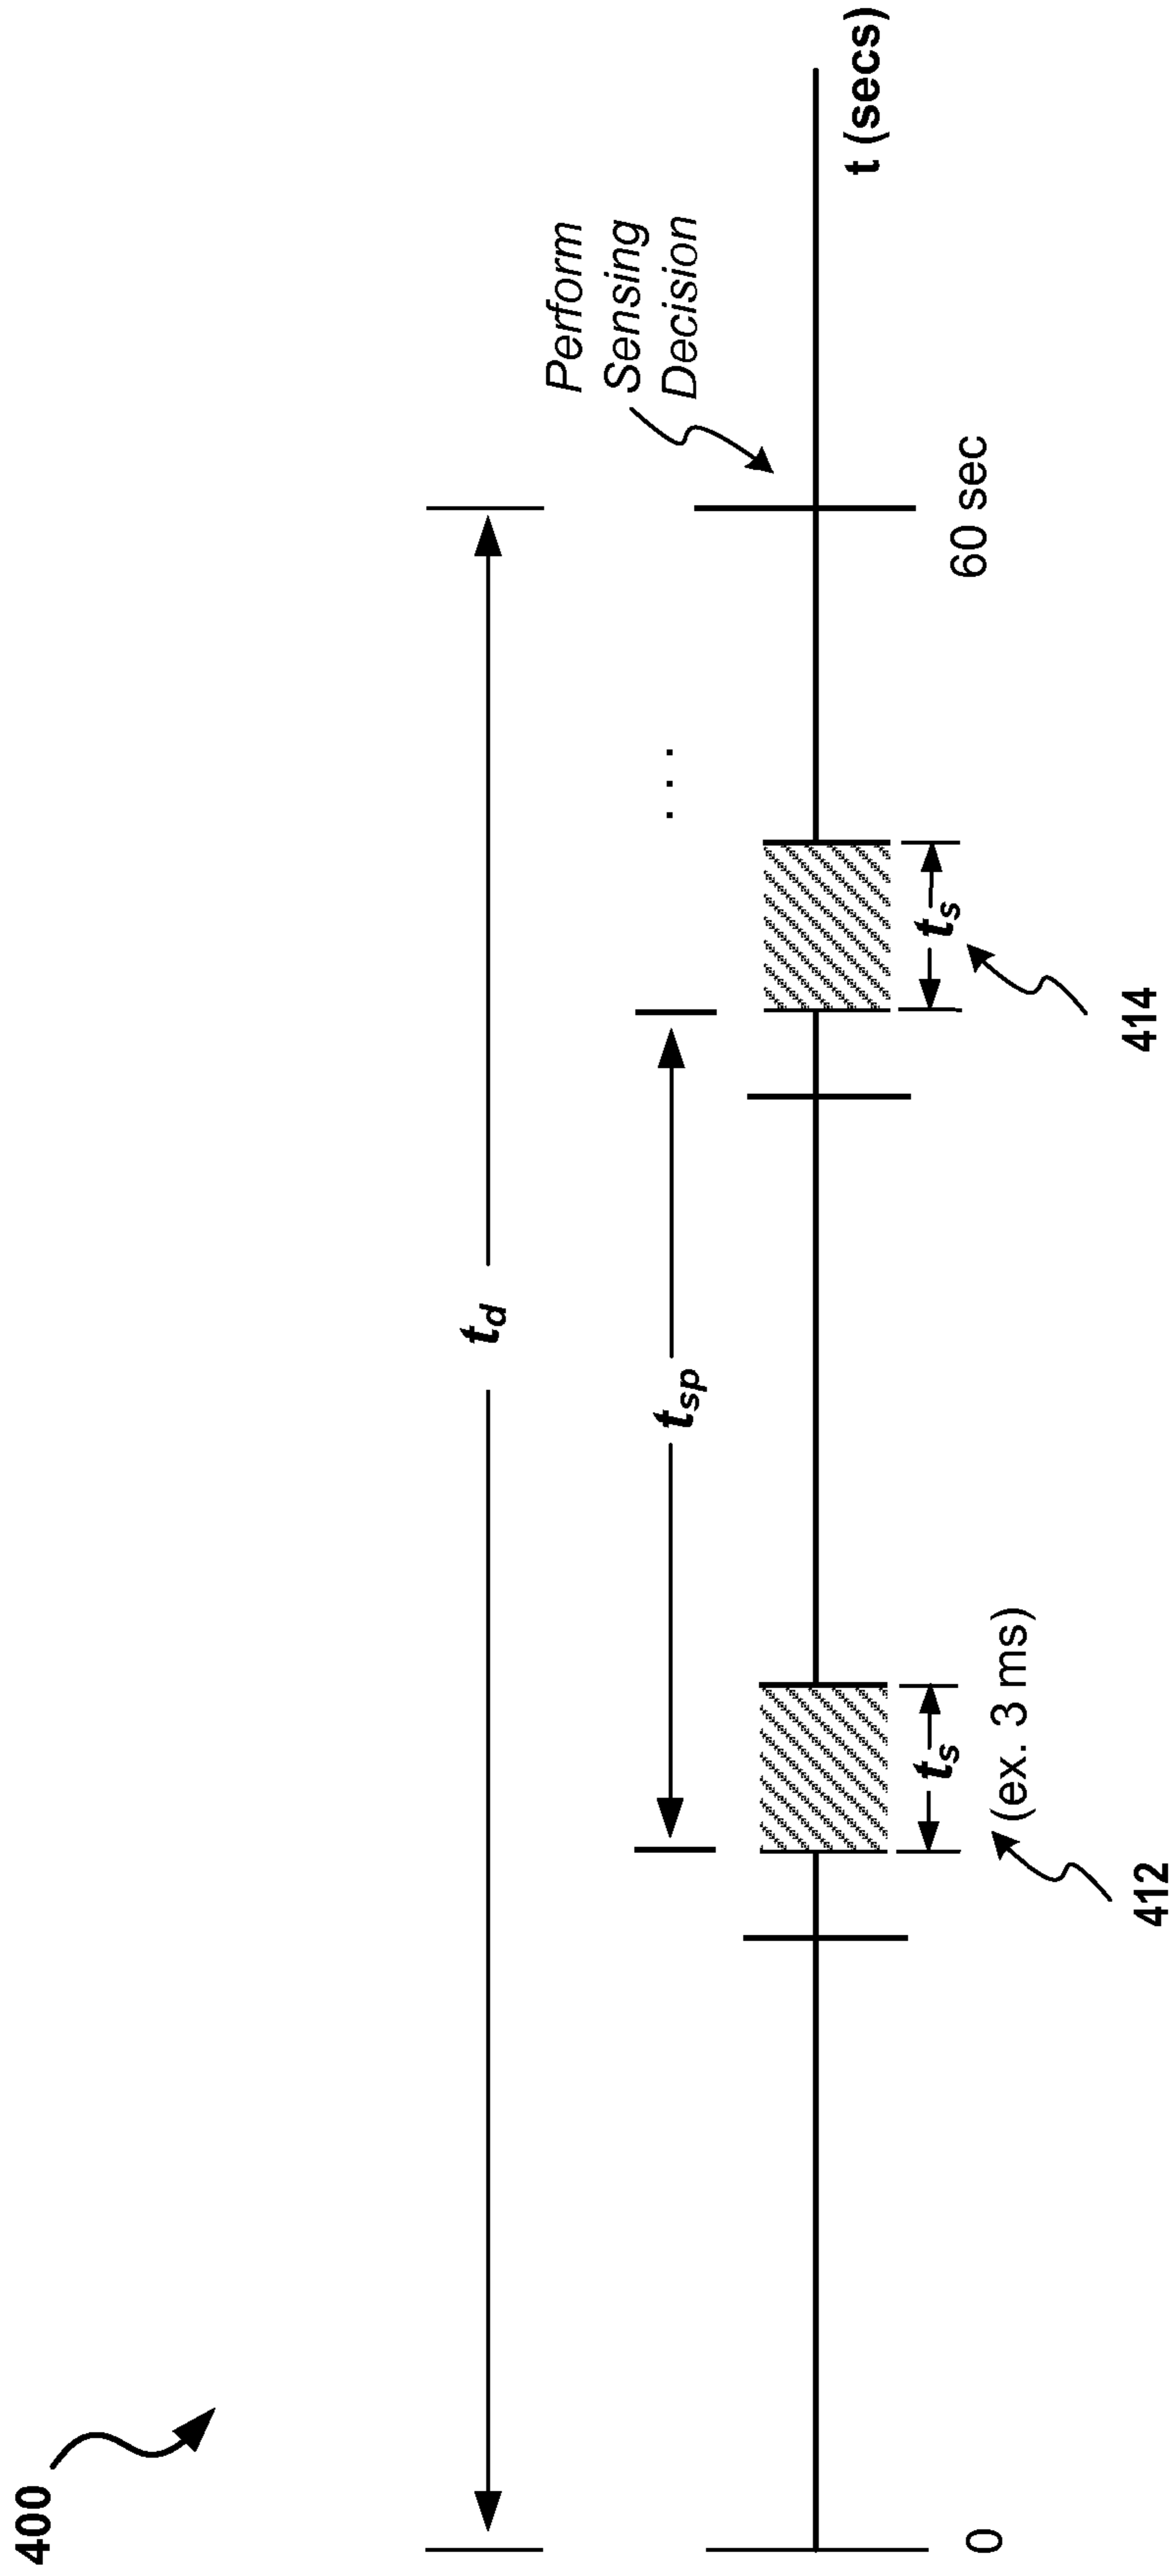 400
t_d
t_sp
. . .
Perform
Sensing
Decision
t_s
t_s
(ex. 3 ms)
412
414
0
60 sec
t (secs)